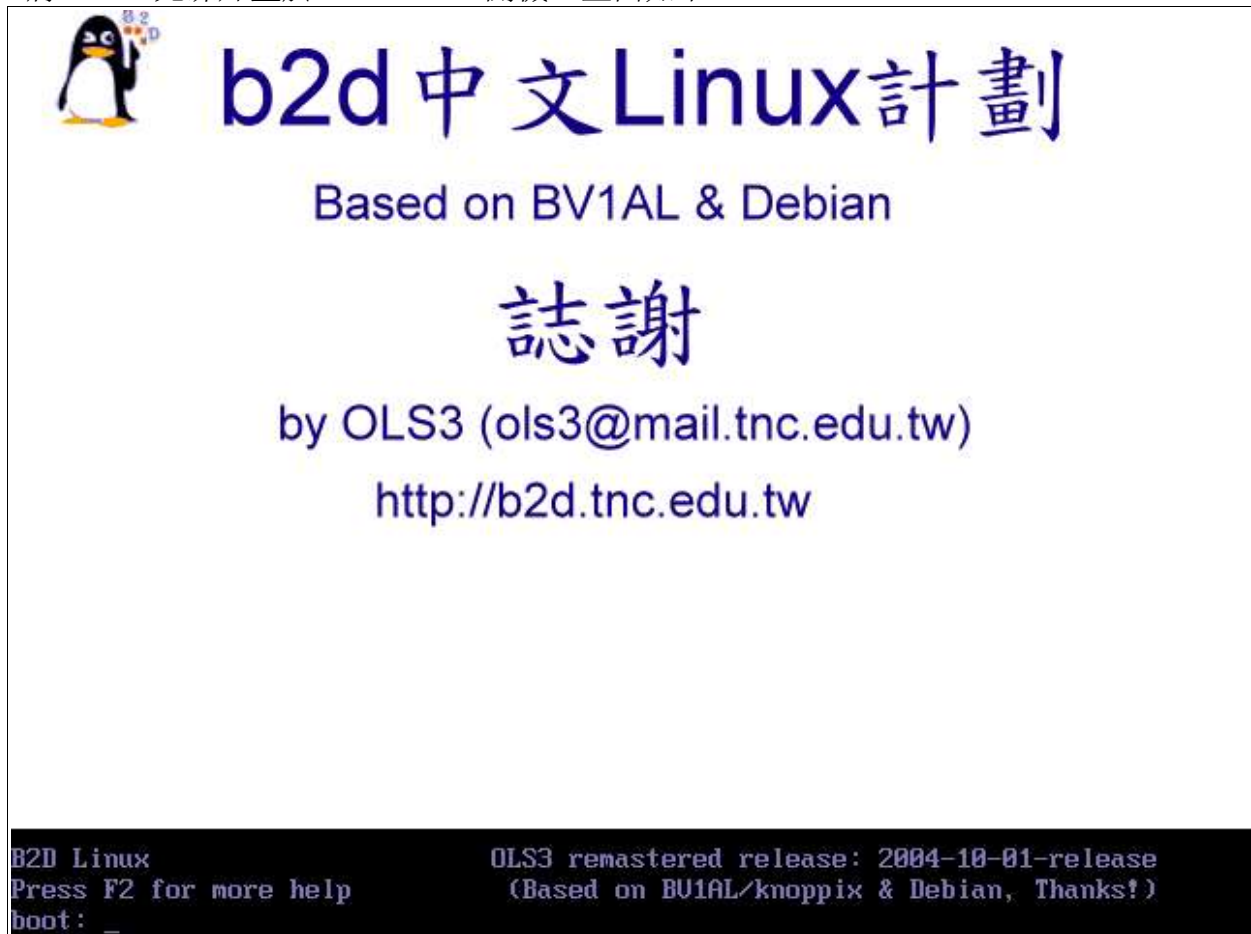 B 2 D
b2d中文Linux計劃
Based on BV1AL & Debian
誌謝
by OLS3 (ols3@mail.tnc.edu.tw)
http://b2d.tnc.edu.tw
B2D Linux OLS3 remastered release: 2004-10-01-release
Press F2 for more help (Based on BV1AL/knoppix & Debian, Thanks!)
boot: _